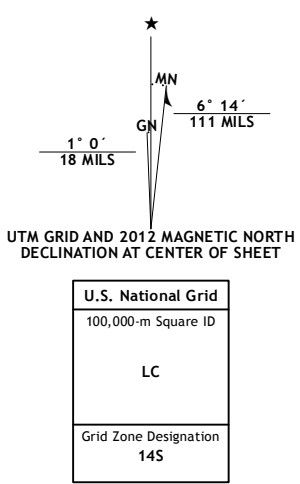 MN
GN
6° 14´
111 MILS
1° 0´
18 MILS
UTM GRID AND 2012 MAGNETIC NORTH
DECLINATION AT CENTER OF SHEET
U.S. National Grid
100,000-m Square ID
LC
Grid Zone Designation
14S